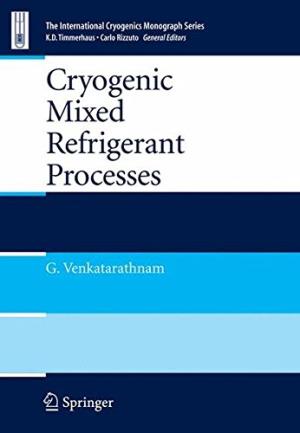 The International Cryogenics Monograph Series
K.D. Timmerhaus • Carlo Rizzuto General Editors
Cryogenic
Mixed
Refrigerant
Processes
G. Venkatarathnam
Springer